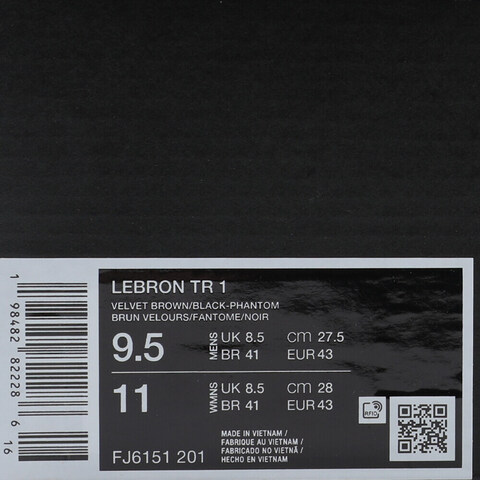 LEBRON TR 1
VELVET BROWN/BLACK-PHANTOM
BRUN VELOURS/FANTOME/NOIR
9.5 MENS UK 8.5 CM 27.5
BR 41 EUR 43
11 WMNS UK 8.5 CM 28
BR 41 EUR 43
RFID
MADE IN VIETNAM /
FABRIQUE AU VIETNAM /
FABRICADO NO VIETNÃ /
FJ6151 201 HECHO EN VIETNAM
1 98482 82228 6 16